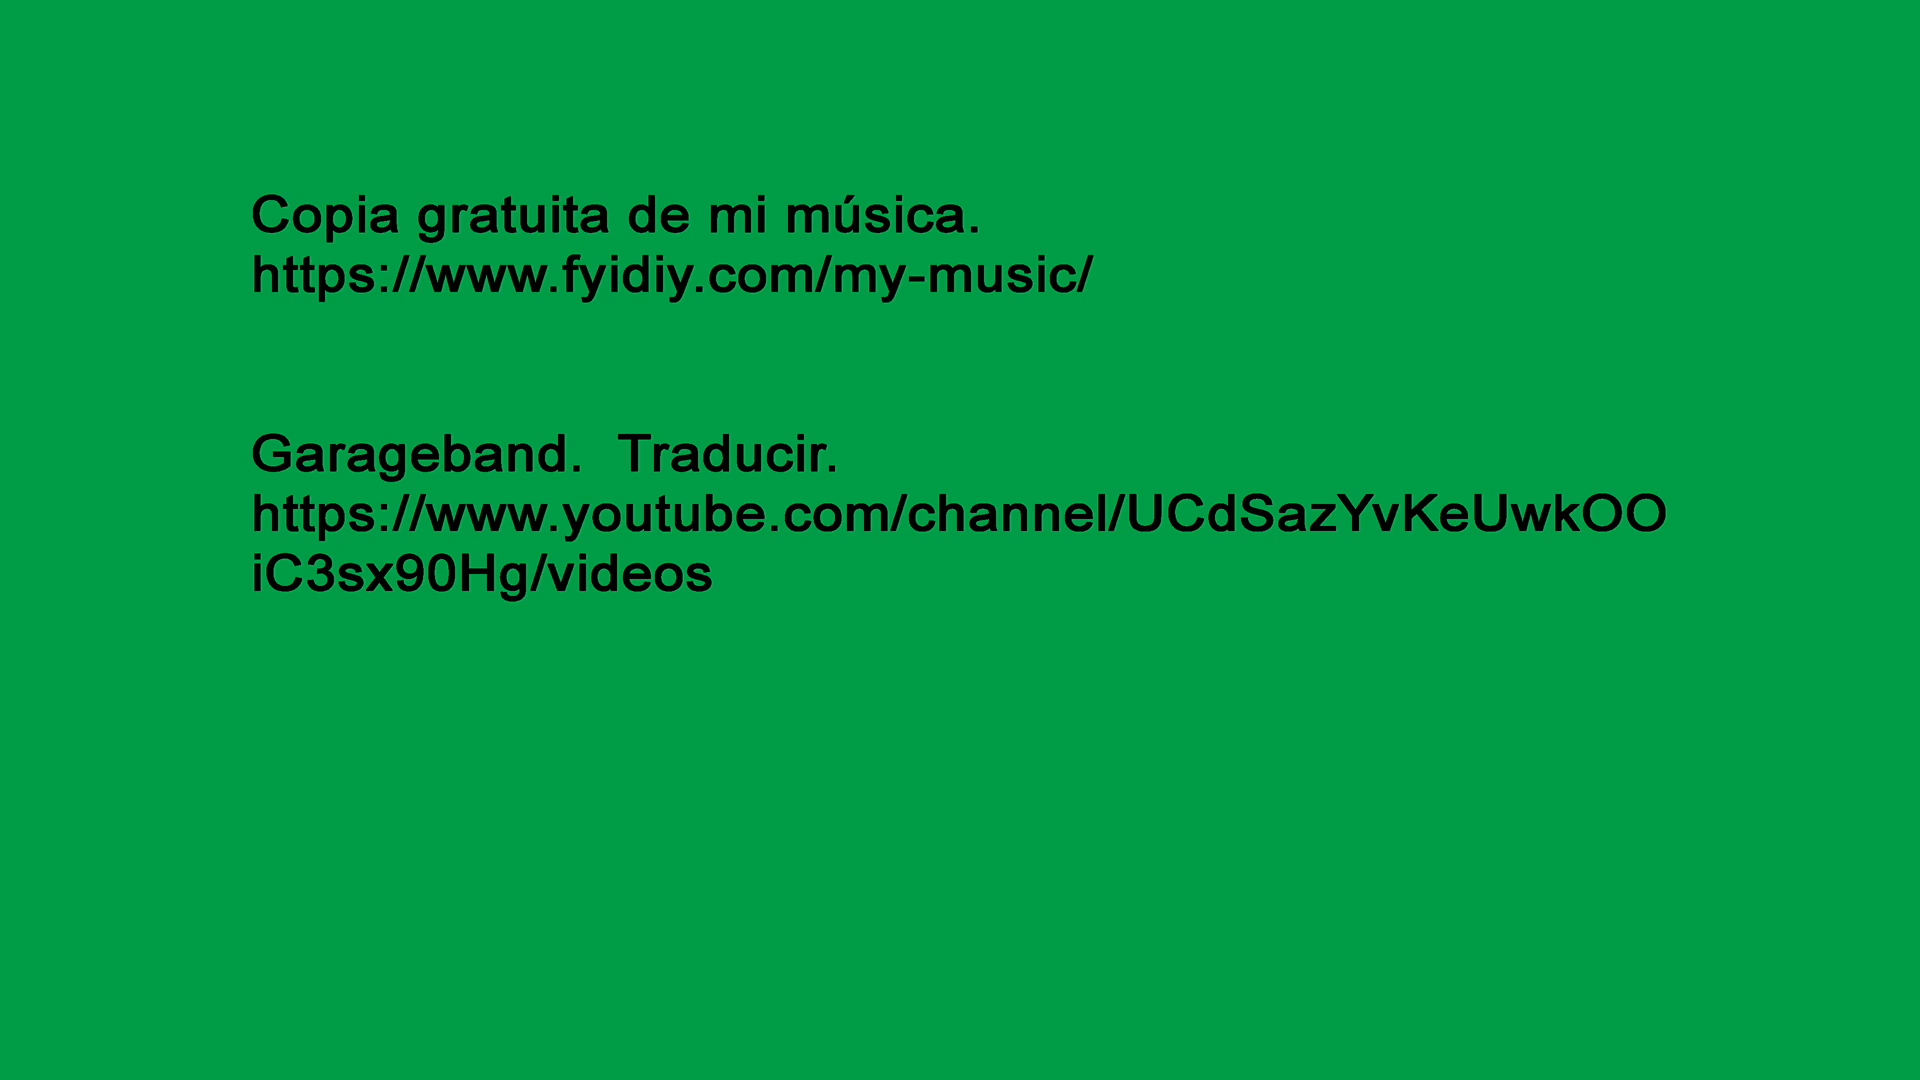 Copia gratuita de mi música.
https://www.fyidiy.com/my-music/
Garageband.  Traducir.
https://www.youtube.com/channel/UCdSazYvKeUwkOO
iC3sx90Hg/videos